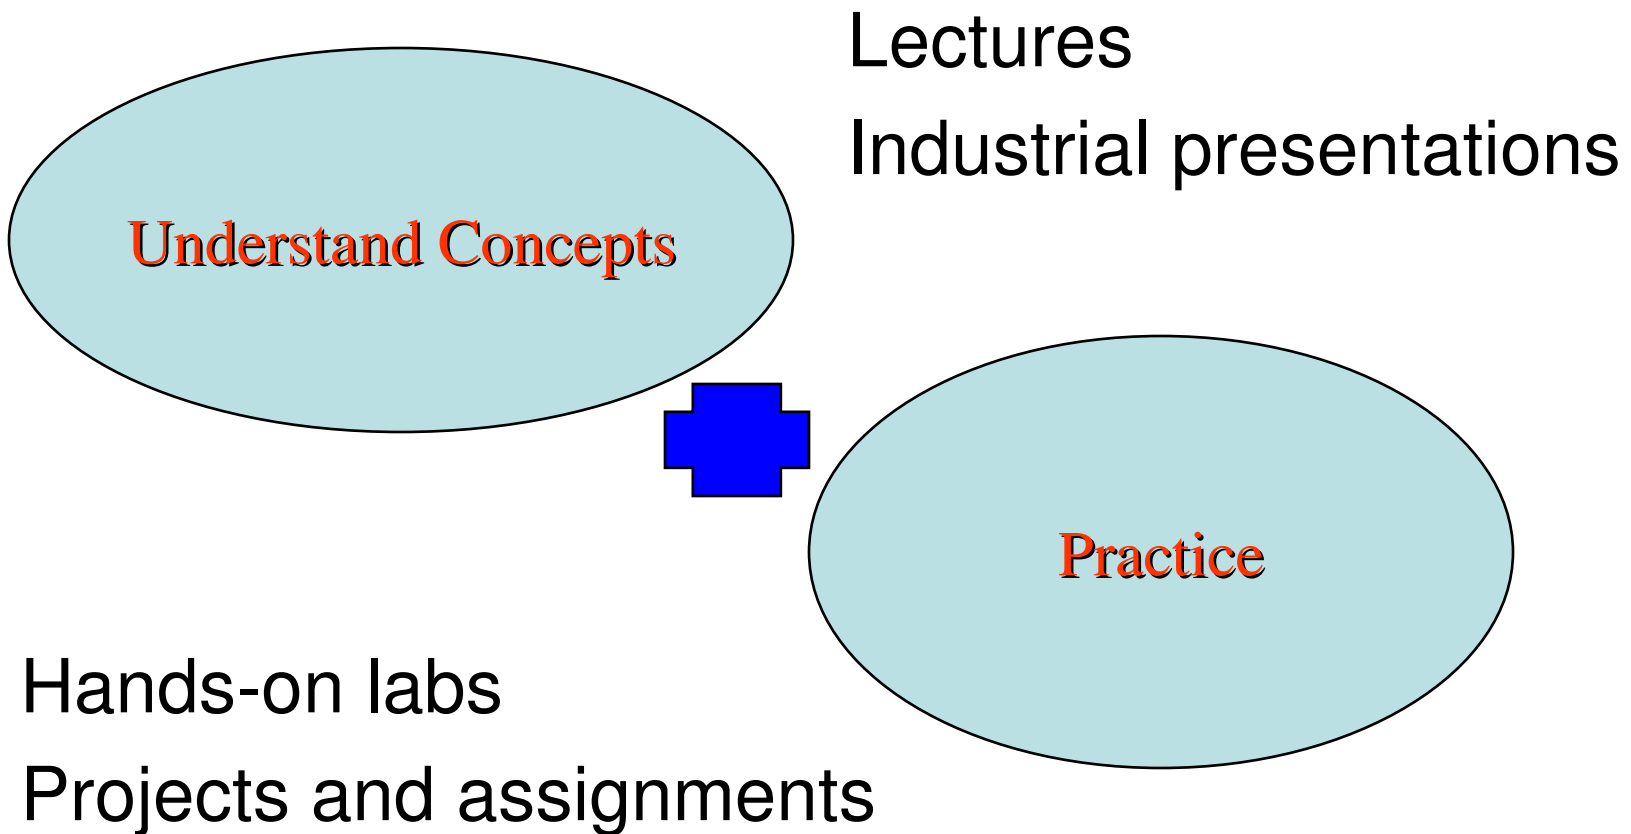 Lectures
Industrial presentations
Understand Concepts
Practice
Hands-on labs
Projects and assignments